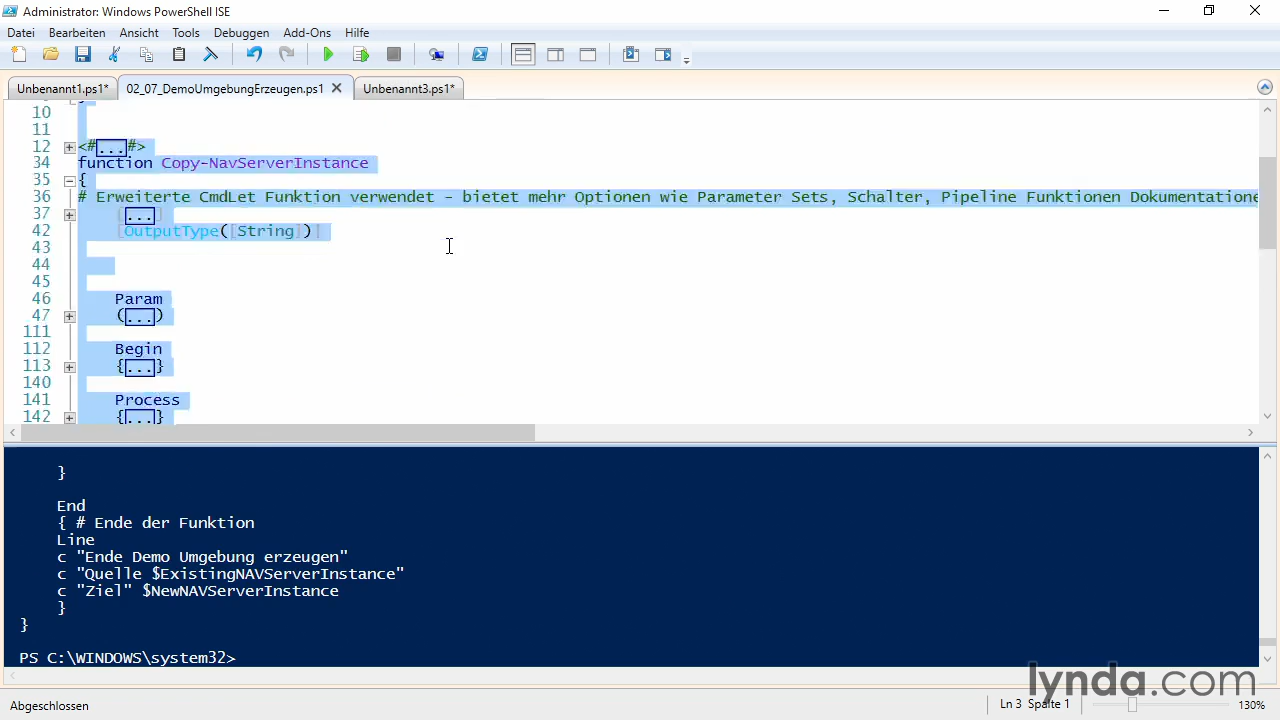 Administrator: Windows PowerShell ISE
Datei Bearbeiten Ansicht Tools Debuggen Add-Ons Hilfe
Unbenannt1.ps1* 02_07_DemoUmgebungErzeugen.ps1 Unbenannt3.ps1*
10
11
12 <#...#>
34 function Copy-NavServerInstance
35 {
36 # Erweiterte CmdLet Funktion verwendet - bietet mehr Optionen wie Parameter Sets, Schalter, Pipeline Funktionen Dokumentatione
37 [...]
42 [OutputType([String])]
43
44
45
46 Param
47 (...)
111
112 Begin
113 {...}
140
141 Process
142 {...}
}
End
{ # Ende der Funktion
Line
c "Ende Demo Umgebung erzeugen"
c "Quelle $ExistingNAVServerInstance"
c "Ziel" $NewNAVServerInstance
}
}
PS C:\WINDOWS\system32>
lynda.com
Abgeschlossen Ln 3 Spalte 1 130%